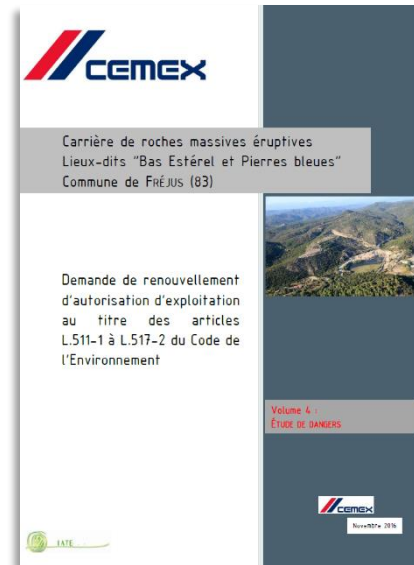 CEMEX
Carrière de roches massives éruptives
Lieux-dits "Bas Estérel et Pierres bleues"
Commune de FRÉJUS (83)
Demande de renouvellement
d'autorisation d'exploitation
au titre des articles
L.511-1 à L.517-2 du Code de
l'Environnement
Volume 4 :
ÉTUDE DE DANGERS
CEMEX
Novembre 2016